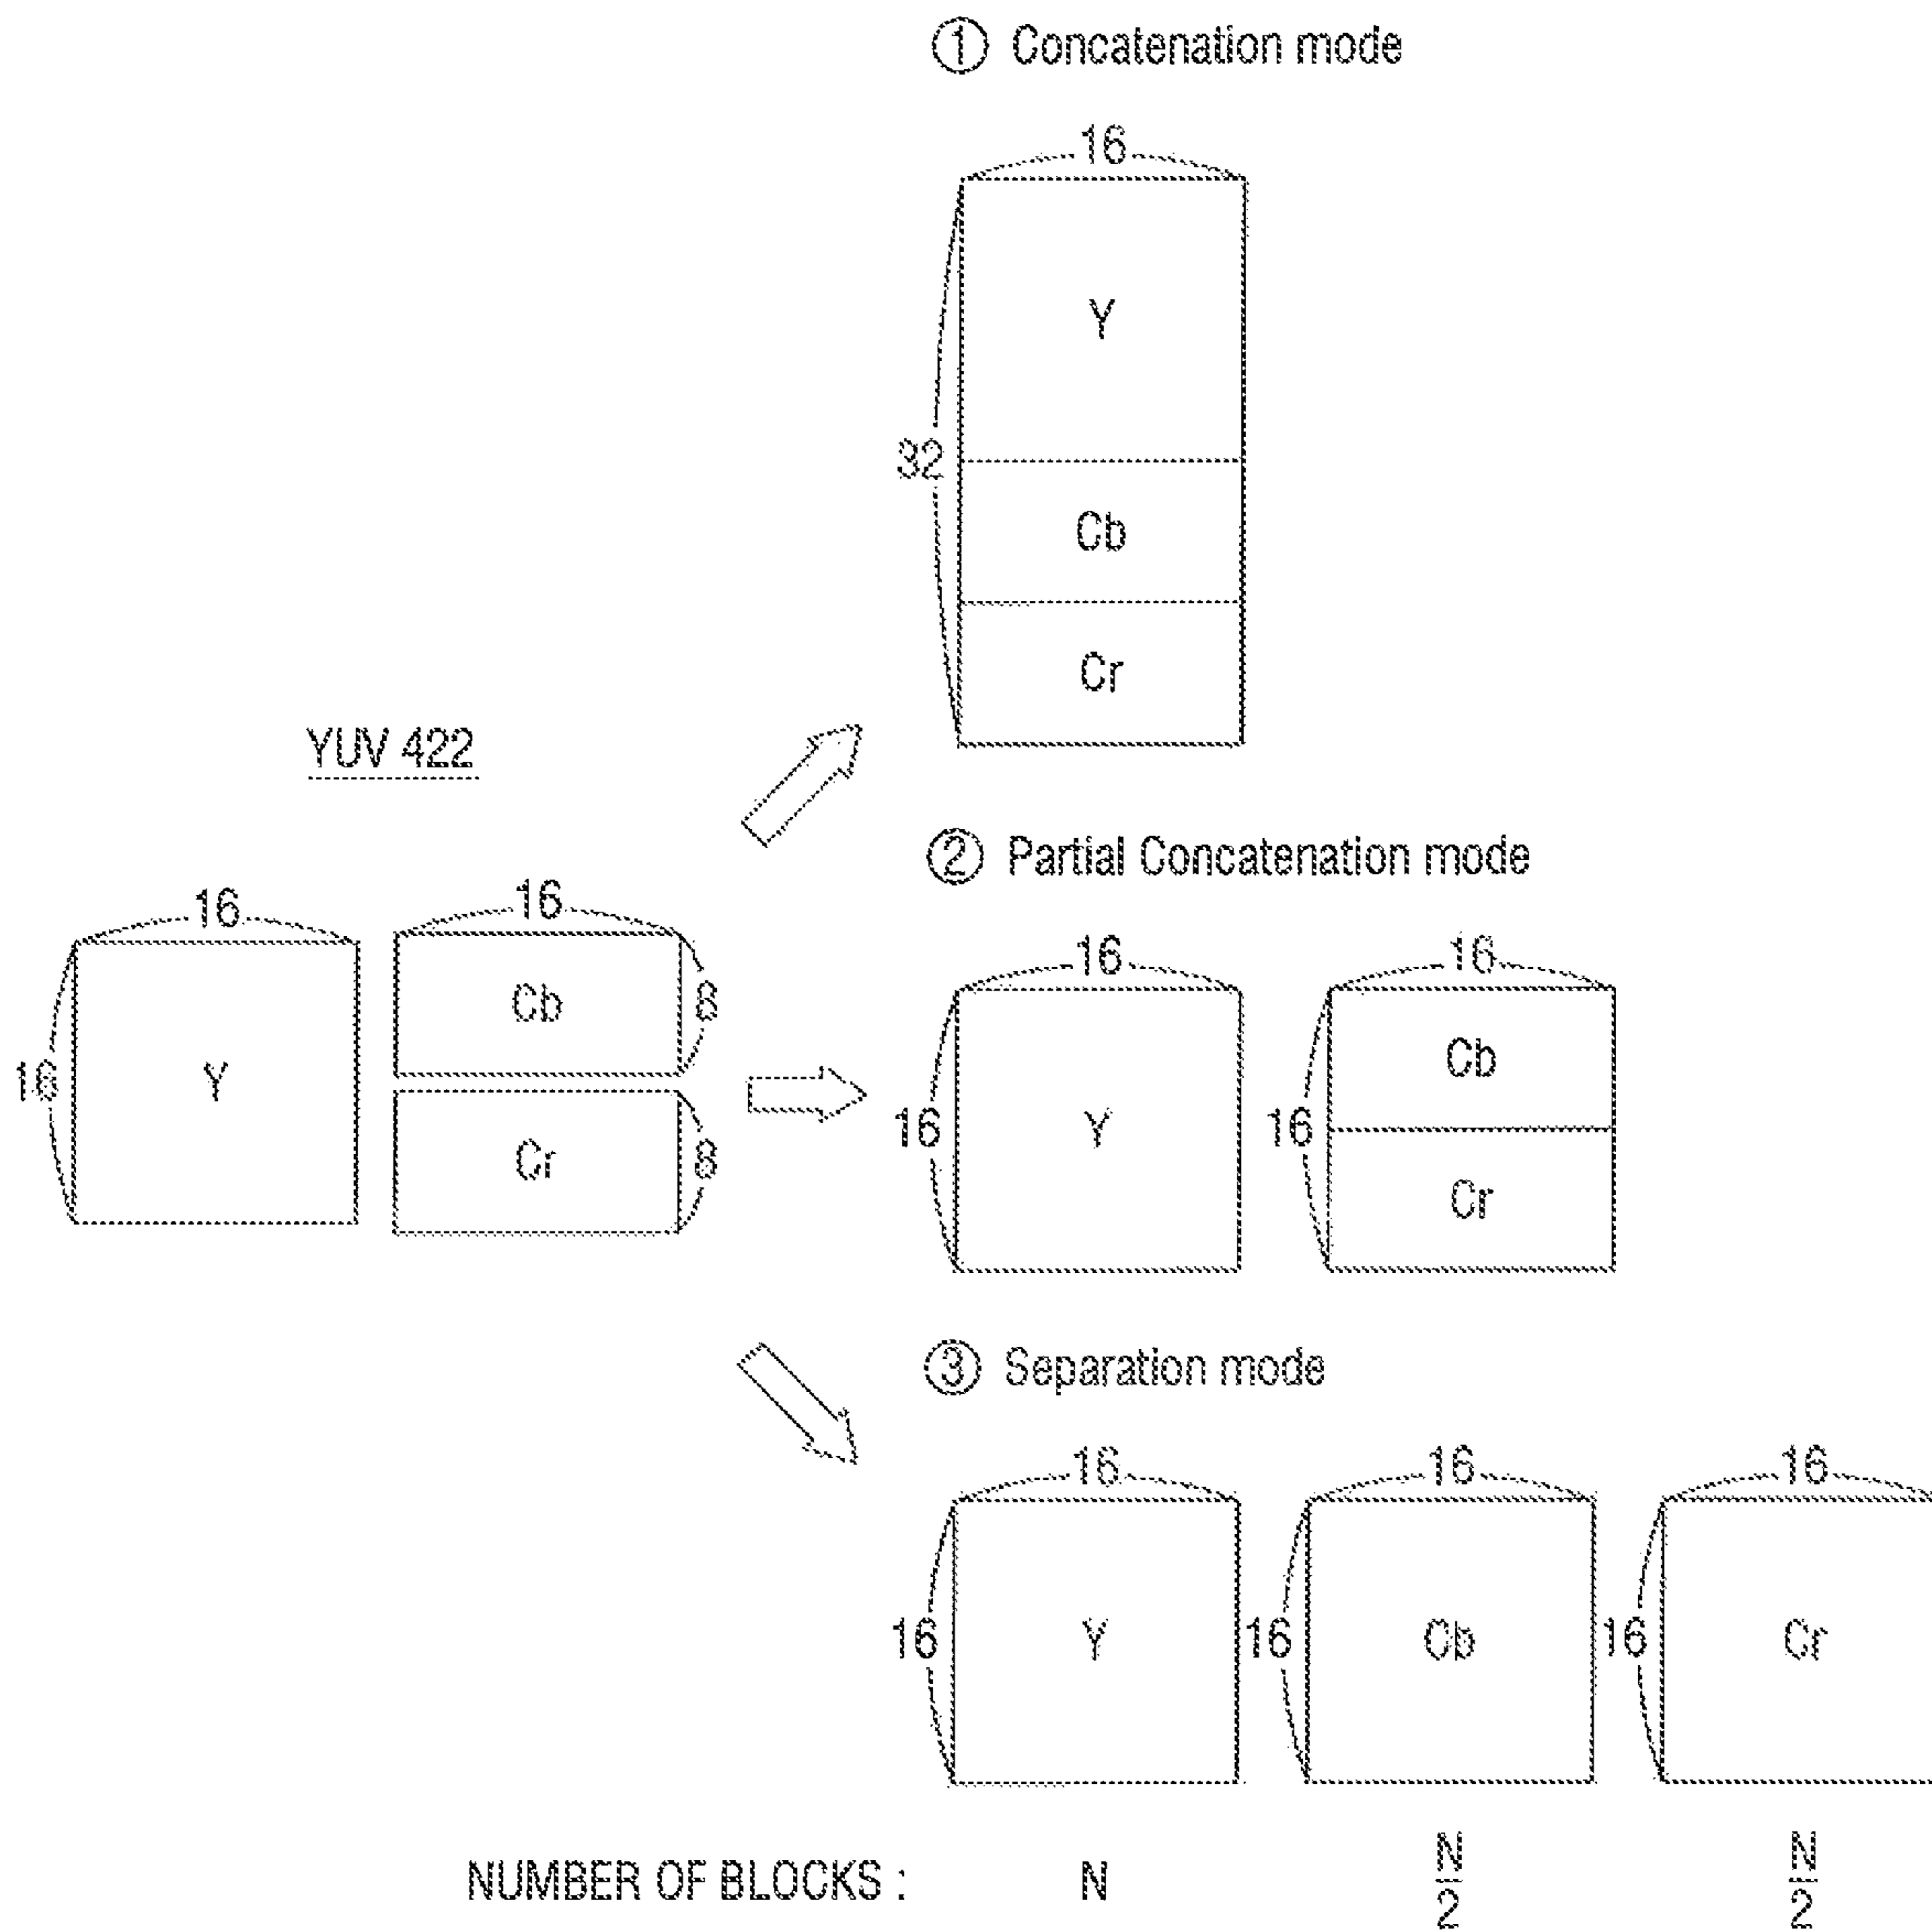 ① Concatenation mode
16
Y
32
Cb
Cr
YUV 422
16
16
Y
16
Cb
8
Cr
8
② Partial Concatenation mode
16
16
Y
16
16
Cb
Cr
③ Separation mode
16
16
16
16
Y
16
Cb
16
Cr
NUMBER OF BLOCKS : N N/2 N/2